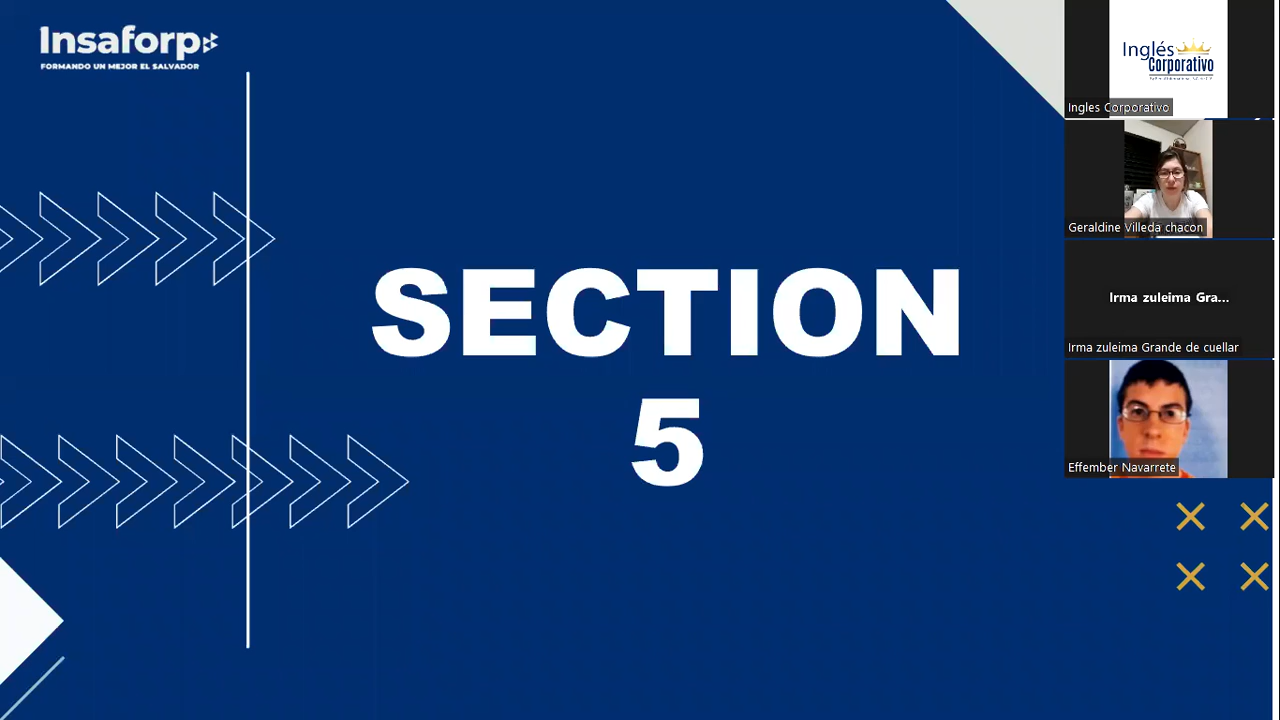 Insaforp
FORMANDO UN MEJOR EL SALVADOR
SECTION
5
Inglés
Corporativo
Ingles Corporativo
Geraldine Villeda chacon
Irma zuleima Gra...
Irma zuleima Grande de cuellar
Effember Navarrete